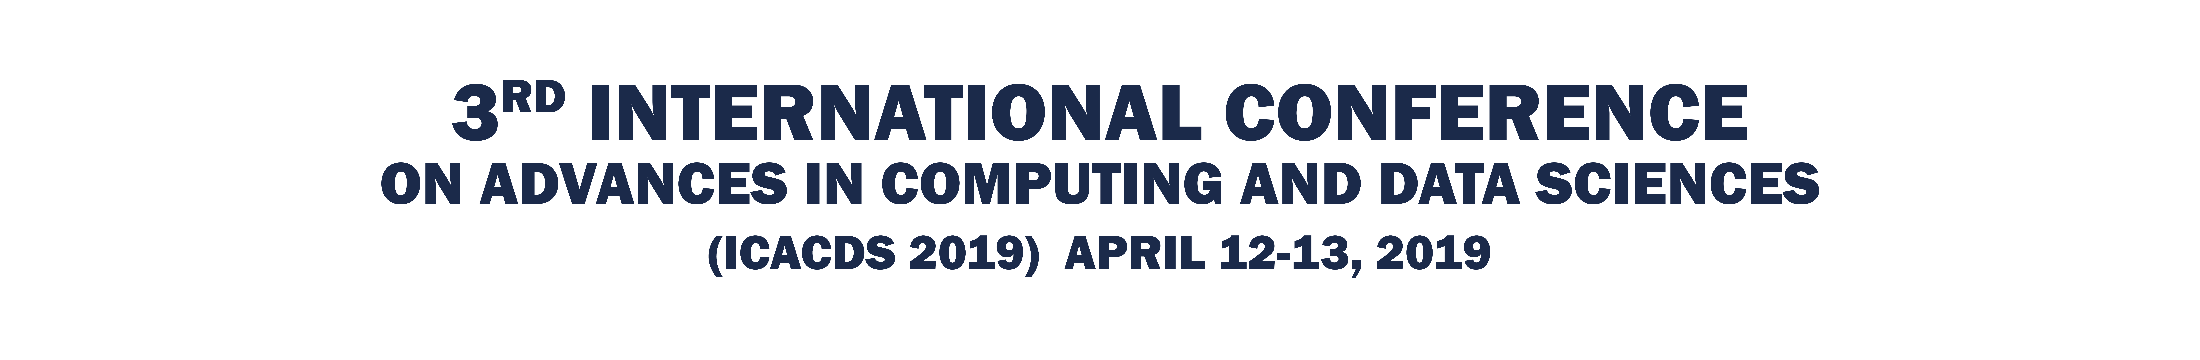 3RD INTERNATIONAL CONFERENCE
ON ADVANCES IN COMPUTING AND DATA SCIENCES
(ICACDS 2019) APRIL 12-13, 2019